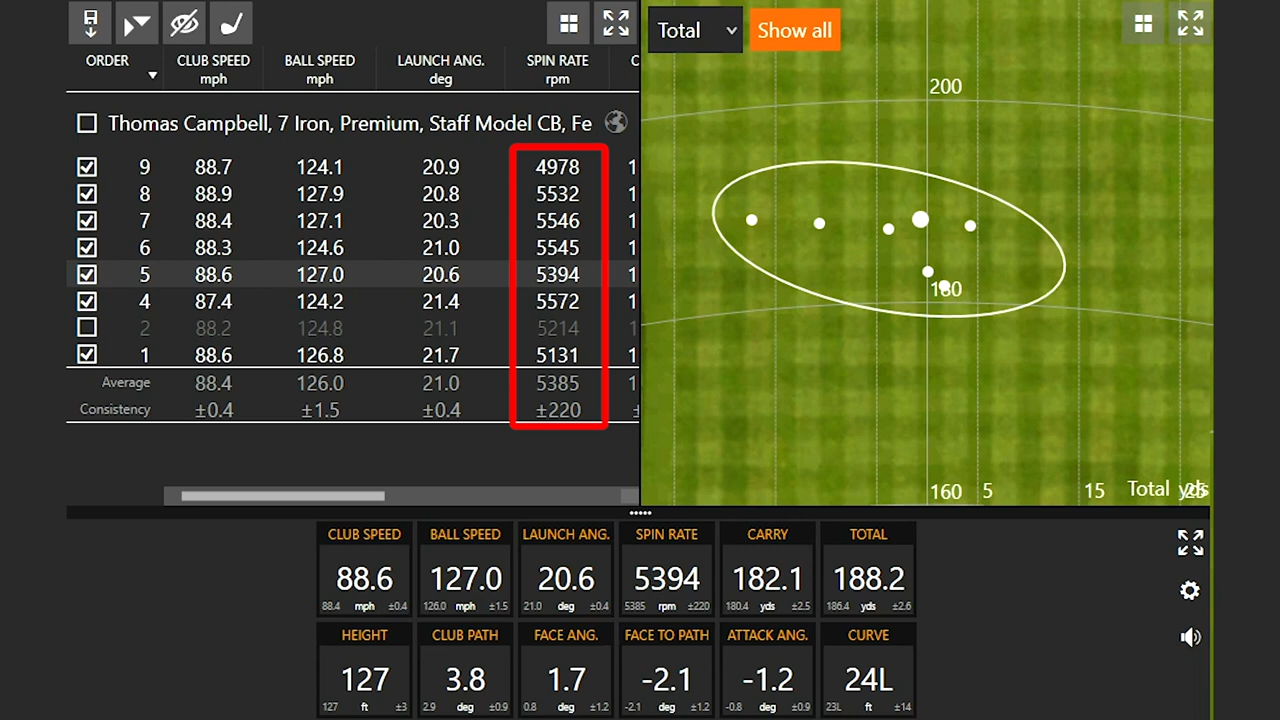 ORDER CLUB SPEED mph BALL SPEED mph LAUNCH ANG. deg SPIN RATE rpm
Thomas Campbell, 7 Iron, Premium, Staff Model CB, Fe
9 88.7 124.1 20.9 4978 1
8 88.9 127.9 20.8 5532 1
7 88.4 127.1 20.3 5546 1
6 88.3 124.6 21.0 5545 1
5 88.6 127.0 20.6 5394 1
4 87.4 124.2 21.4 5572 1
2 88.2 124.8 21.1 5214
1 88.6 126.8 21.7 5131 1
Average 88.4 126.0 21.0 5385 1
Consistency ±0.4 ±1.5 ±0.4 ±220 ±
Total Show all
200
180
160 5 15 Total yds
CLUB SPEED BALL SPEED LAUNCH ANG. SPIN RATE CARRY TOTAL
88.6 127.0 20.6 5394 182.1 188.2
88.4 mph ±0.4 126.0 mph ±1.5 21.0 deg ±0.4 5385 rpm ±220 180.4 yds ±2.5 186.4 yds ±2.6
HEIGHT CLUB PATH FACE ANG. FACE TO PATH ATTACK ANG. CURVE
127 3.8 1.7 -2.1 -1.2 24L
127 ft ±3 2.9 deg ±0.9 0.8 deg ±1.2 -2.1 deg ±1.2 -0.8 deg ±0.9 23L ft ±14